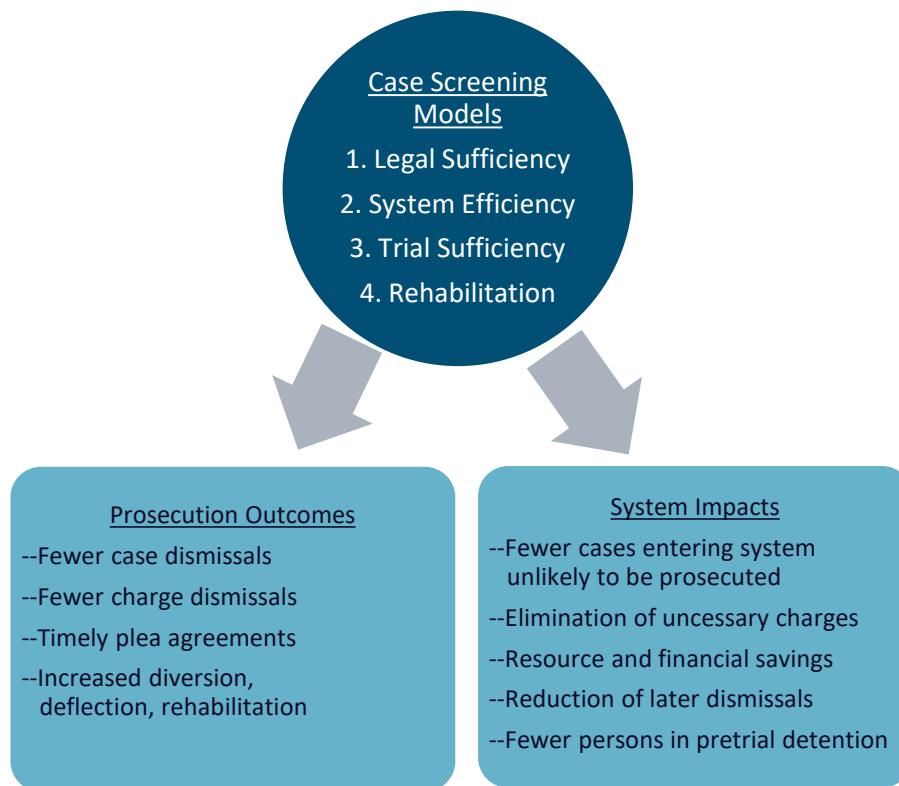 Case Screening
Models
1. Legal Sufficiency
2. System Efficiency
3. Trial Sufficiency
4. Rehabilitation
Prosecution Outcomes
--Fewer case dismissals
--Fewer charge dismissals
--Timely plea agreements
--Increased diversion,
deflection, rehabilitation
System Impacts
--Fewer cases entering system
unlikely to be prosecuted
--Elimination of uncessary charges
--Resource and financial savings
--Reduction of later dismissals
--Fewer persons in pretrial detention